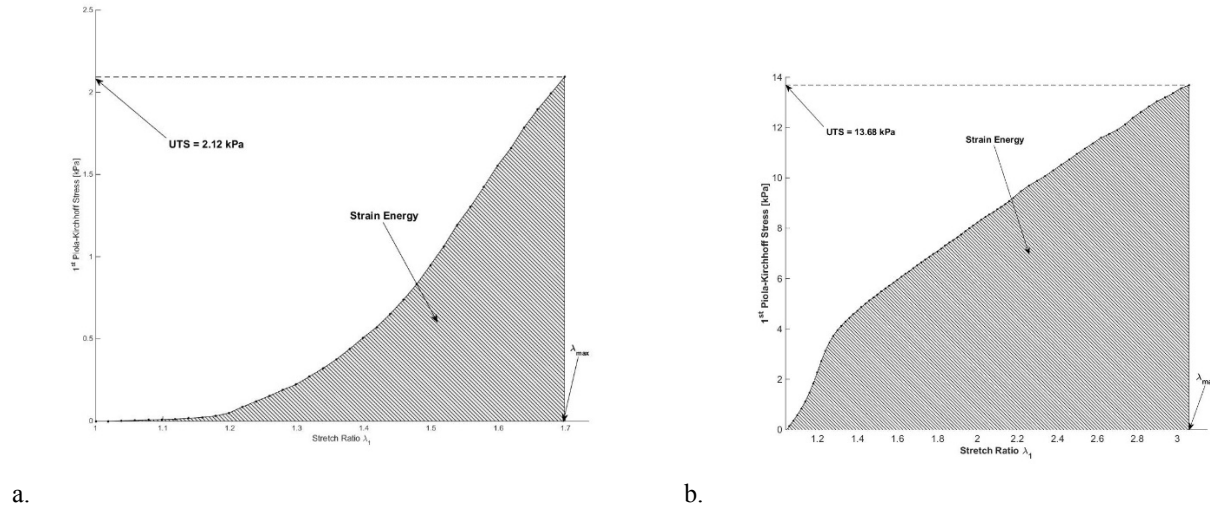 2.5
2
1.5
1
0.5
0
1 1.1 1.2 1.3 1.4 1.5 1.6 1.7
1st Piola-Kirchhoff Stress [kPa]
UTS = 2.12 kPa
Strain Energy
λmax
Stretch Ratio λ1
a.
14
12
10
8
6
4
2
0
1.2 1.4 1.6 1.8 2 2.2 2.4 2.6 2.8 3
1st Piola-Kirchhoff Stress [kPa]
UTS = 13.68 kPa
Strain Energy
λma
Stretch Ratio λ1
b.